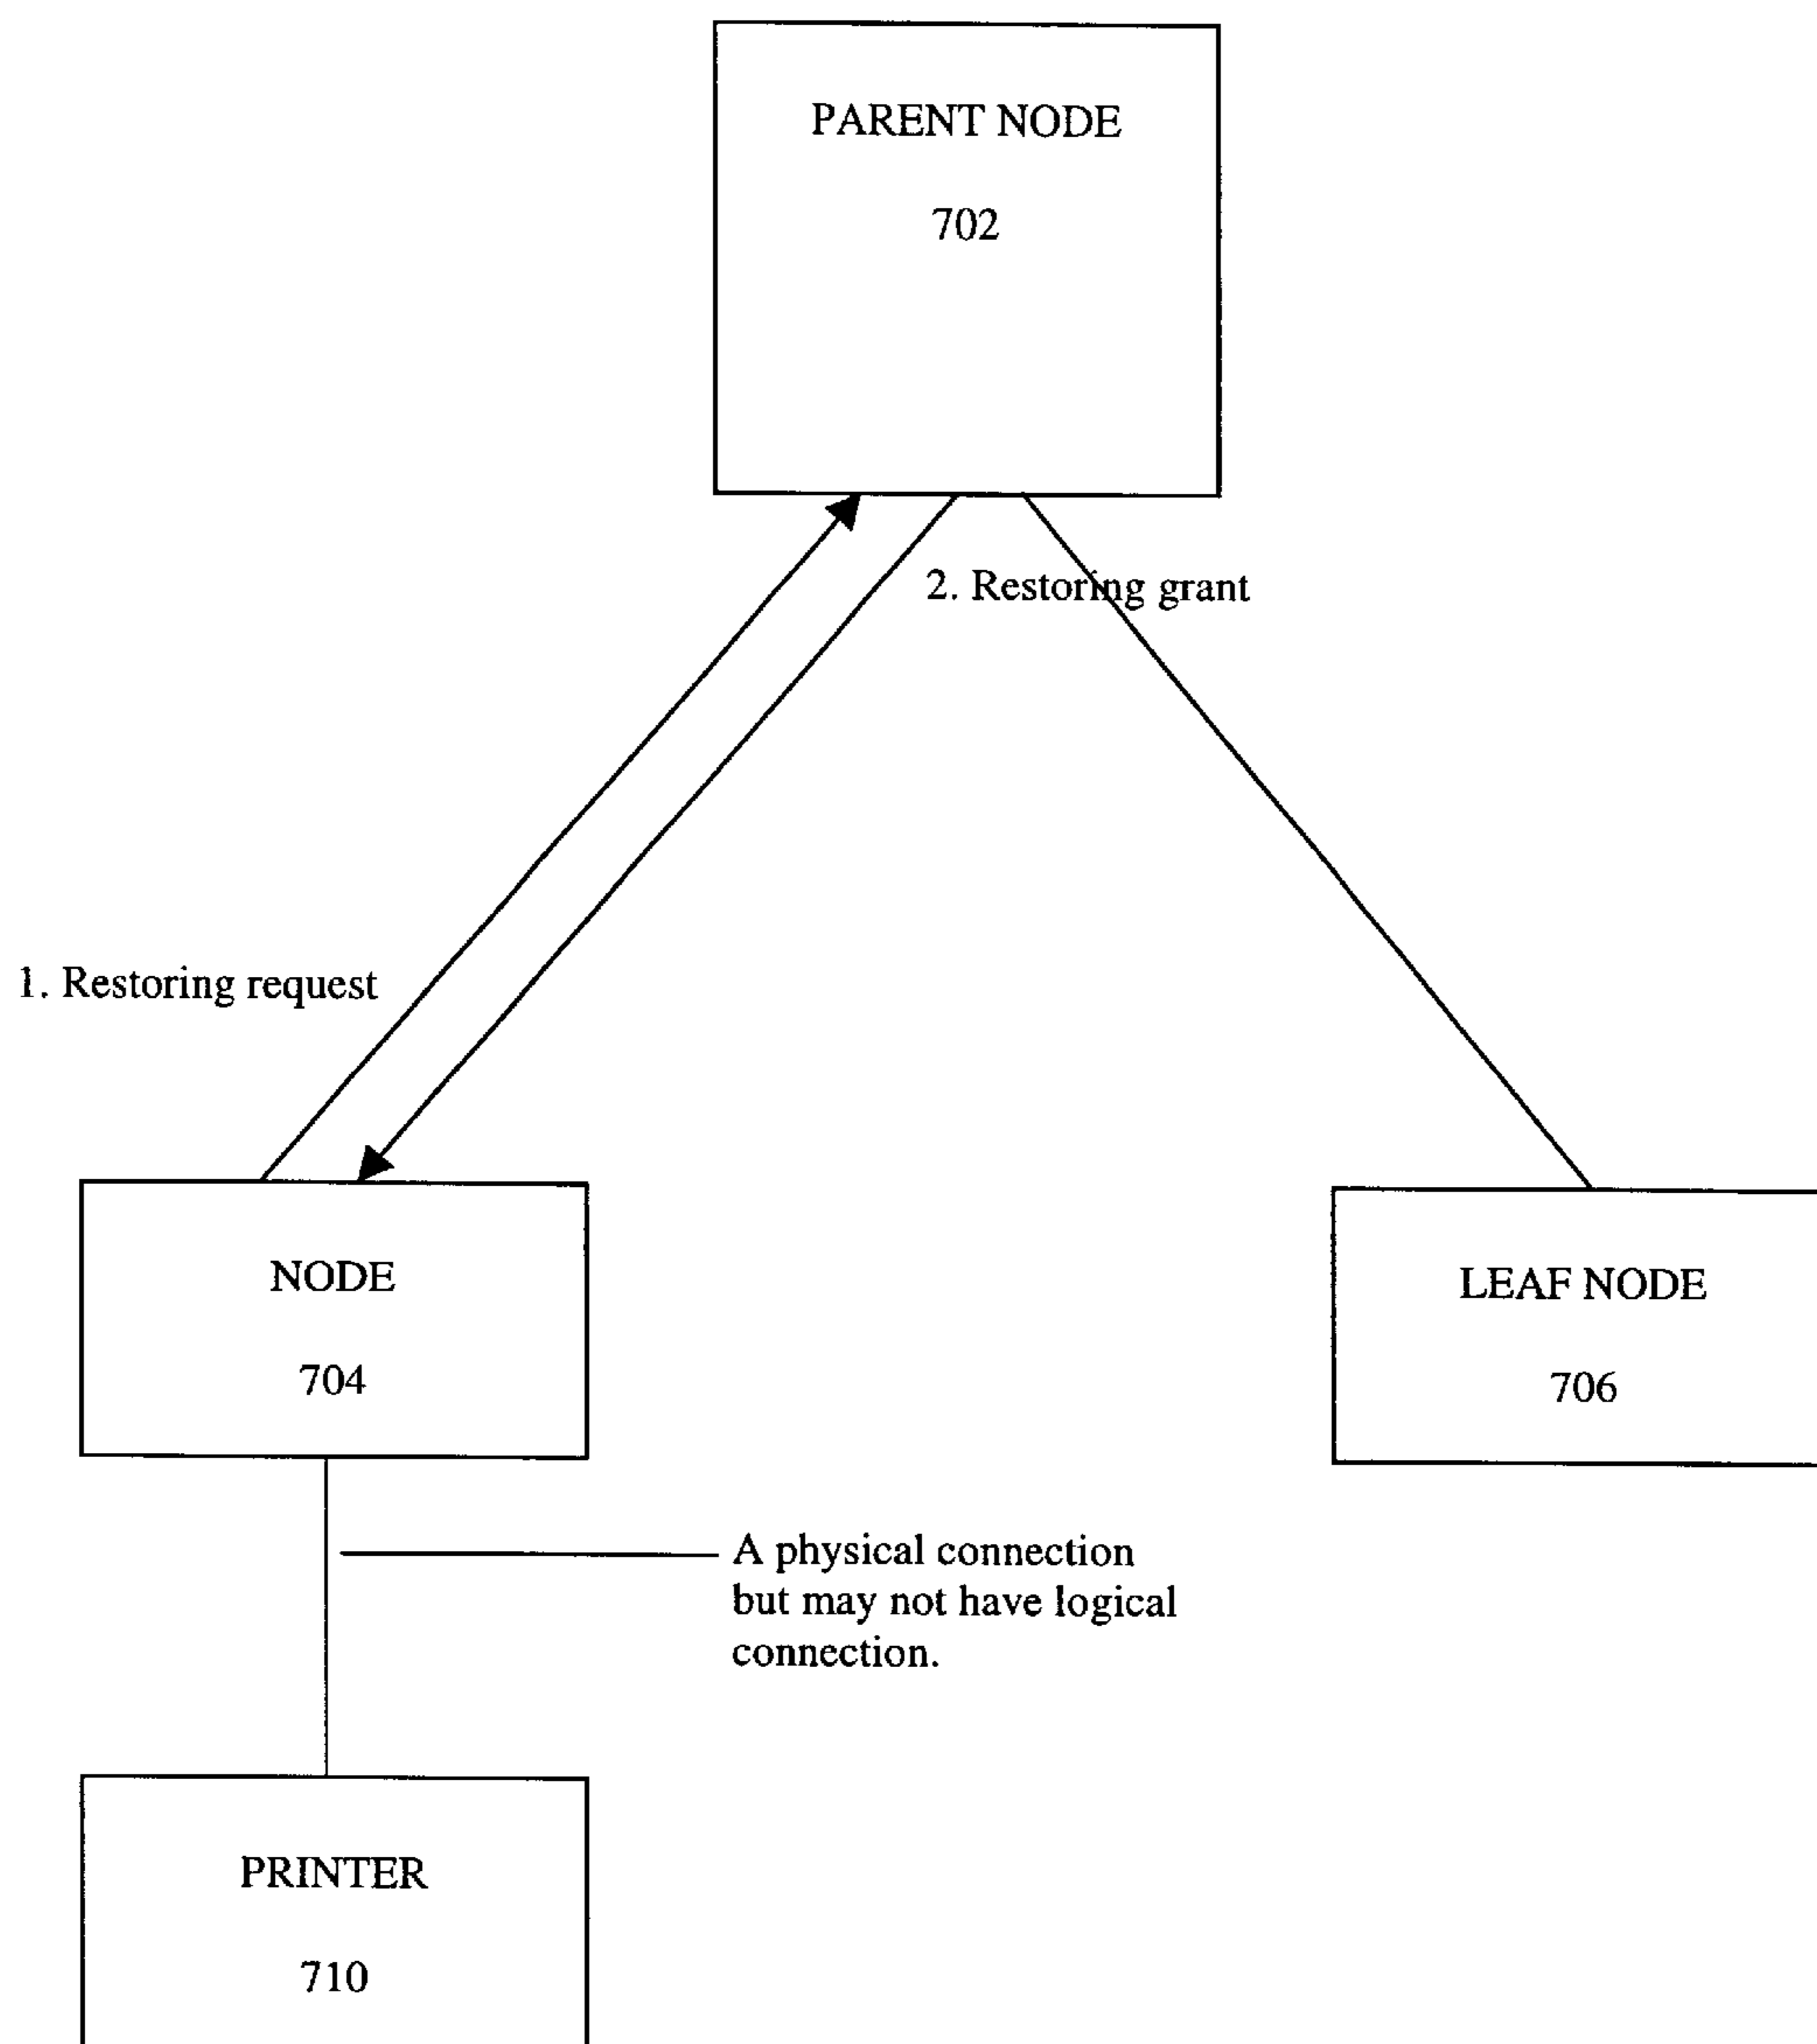 PARENT NODE
702
2. Restoring grant
1. Restoring request
NODE
704
LEAF NODE
706
A physical connection
but may not have logical
connection.
PRINTER
710